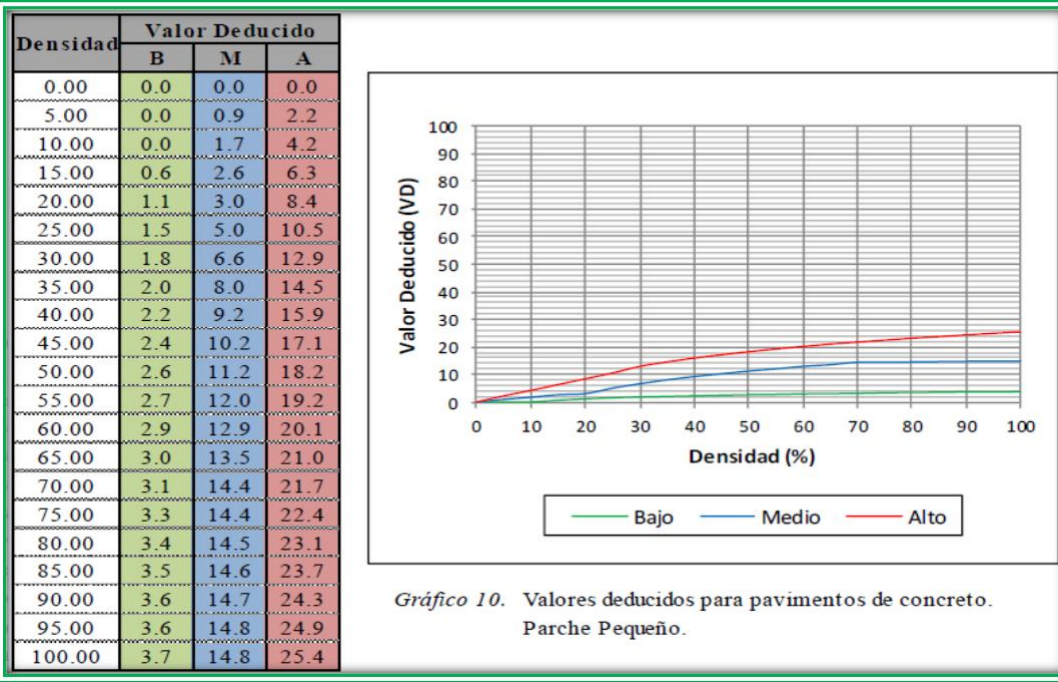 Densidad Valor Deducido
B M A
0.00 0.0 0.0 0.0
5.00 0.0 0.9 2.2
10.00 0.0 1.7 4.2
15.00 0.6 2.6 6.3
20.00 1.1 3.0 8.4
25.00 1.5 5.0 10.5
30.00 1.8 6.6 12.9
35.00 2.0 8.0 14.5
40.00 2.2 9.2 15.9
45.00 2.4 10.2 17.1
50.00 2.6 11.2 18.2
55.00 2.7 12.0 19.2
60.00 2.9 12.9 20.1
65.00 3.0 13.5 21.0
70.00 3.1 14.4 21.7
75.00 3.3 14.4 22.4
80.00 3.4 14.5 23.1
85.00 3.5 14.6 23.7
90.00 3.6 14.7 24.3
95.00 3.6 14.8 24.9
100.00 3.7 14.8 25.4
Valor Deducido (VD)
100
90
80
70
60
50
40
30
20
10
0
0 10 20 30 40 50 60 70 80 90 100
Densidad (%)
Bajo Medio Alto
Gráfico 10. Valores deducidos para pavimentos de concreto.
Parche Pequeño.